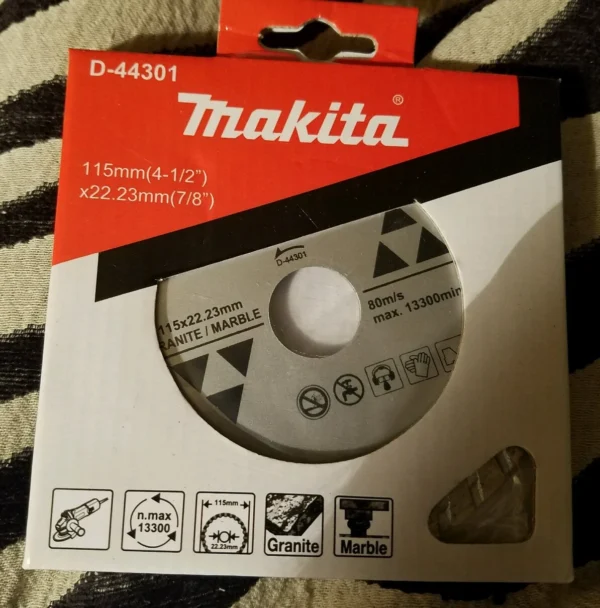 D-44301
makita®
115mm(4-1/2")
x22.23mm(7/8")
D-44301
115x22.23mm
RANITE / MARBLE
80m/s
max. 13300min
n.max
13300
115mm
22,23mm
Granite
Marble